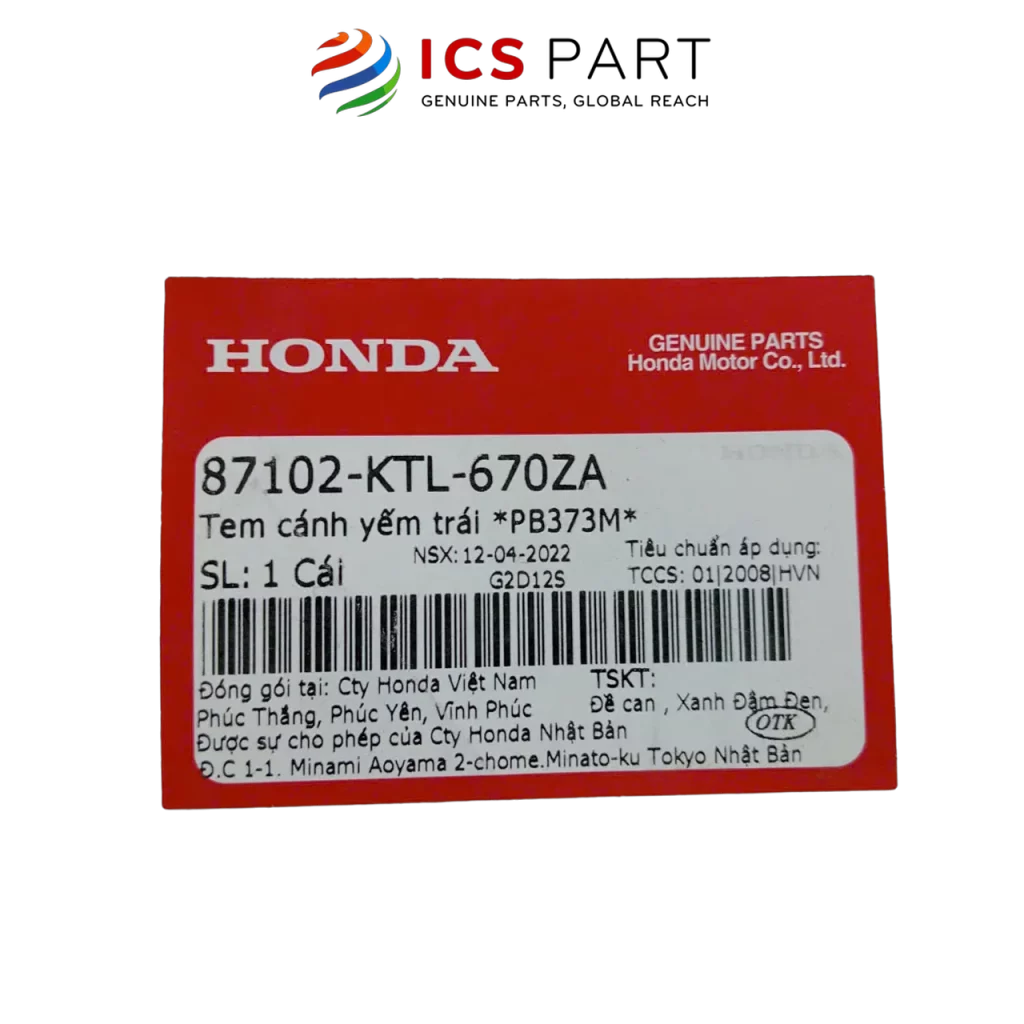 ICS PART
GENUINE PARTS, GLOBAL REACH
HONDA
GENUINE PARTS
Honda Motor Co., Ltd.
87102-KTL-670ZA
Tem cánh yếm trái *PB373M*
NSX: 12-04-2022
Tiêu chuẩn áp dụng:
SL: 1 Cái
G2D12S
TCCS: 01|2008|HVN
Đóng gói tại: Cty Honda Việt Nam
TSKT:
Phúc Thắng, Phúc Yên, Vĩnh Phúc
Đề can , Xanh Đậm Đen,
OTK
Được sự cho phép của Cty Honda Nhật Bản
Đ.C 1-1. Minami Aoyama 2-chome.Minato-ku Tokyo Nhật Bản